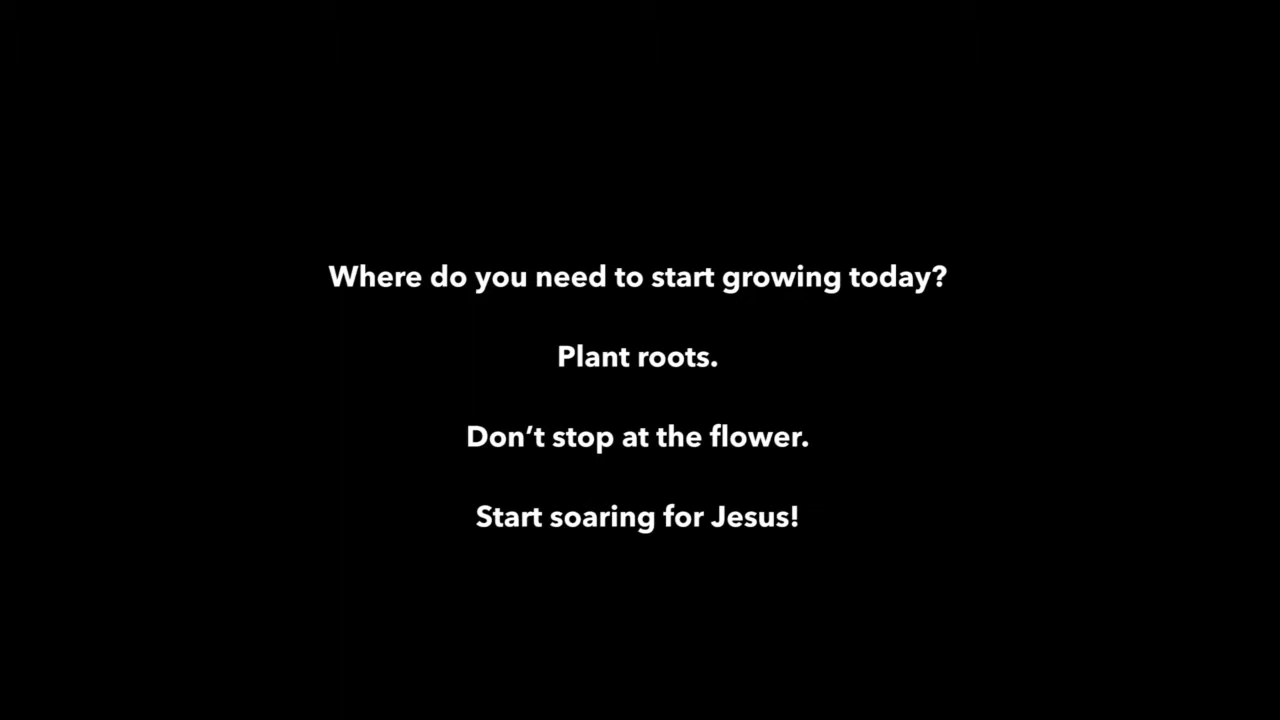 Where do you need to start growing today?
Plant roots.
Don’t stop at the flower.
Start soaring for Jesus!